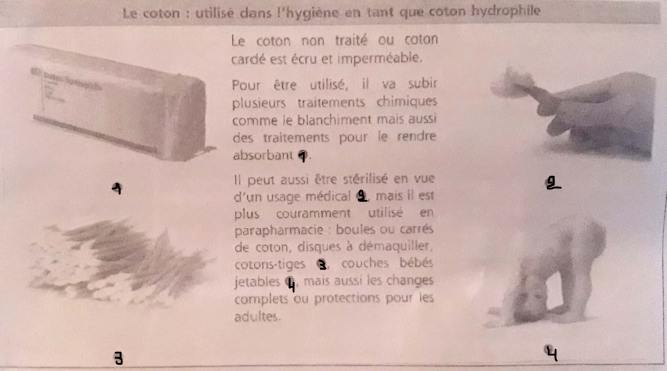 Le coton : utilisé dans l'hygiène en tant que coton hydrophile
Le coton non traité ou coton
cardé est écru et imperméable.
Pour être utilisé, il va subir
plusieurs traitements chimiques
comme le blanchiment mais aussi
des traitements pour le rendre
absorbant 1.
Il peut aussi être stérilisé en vue
d'un usage médical 2, mais il est
plus couramment utilisé en
parapharmacie : boules ou carrés
de coton, disques à démaquiller,
cotons-tiges 3, couches bébés
jetables 4, mais aussi les changes
complets ou protections pour les
adultes.
1
2
3
4